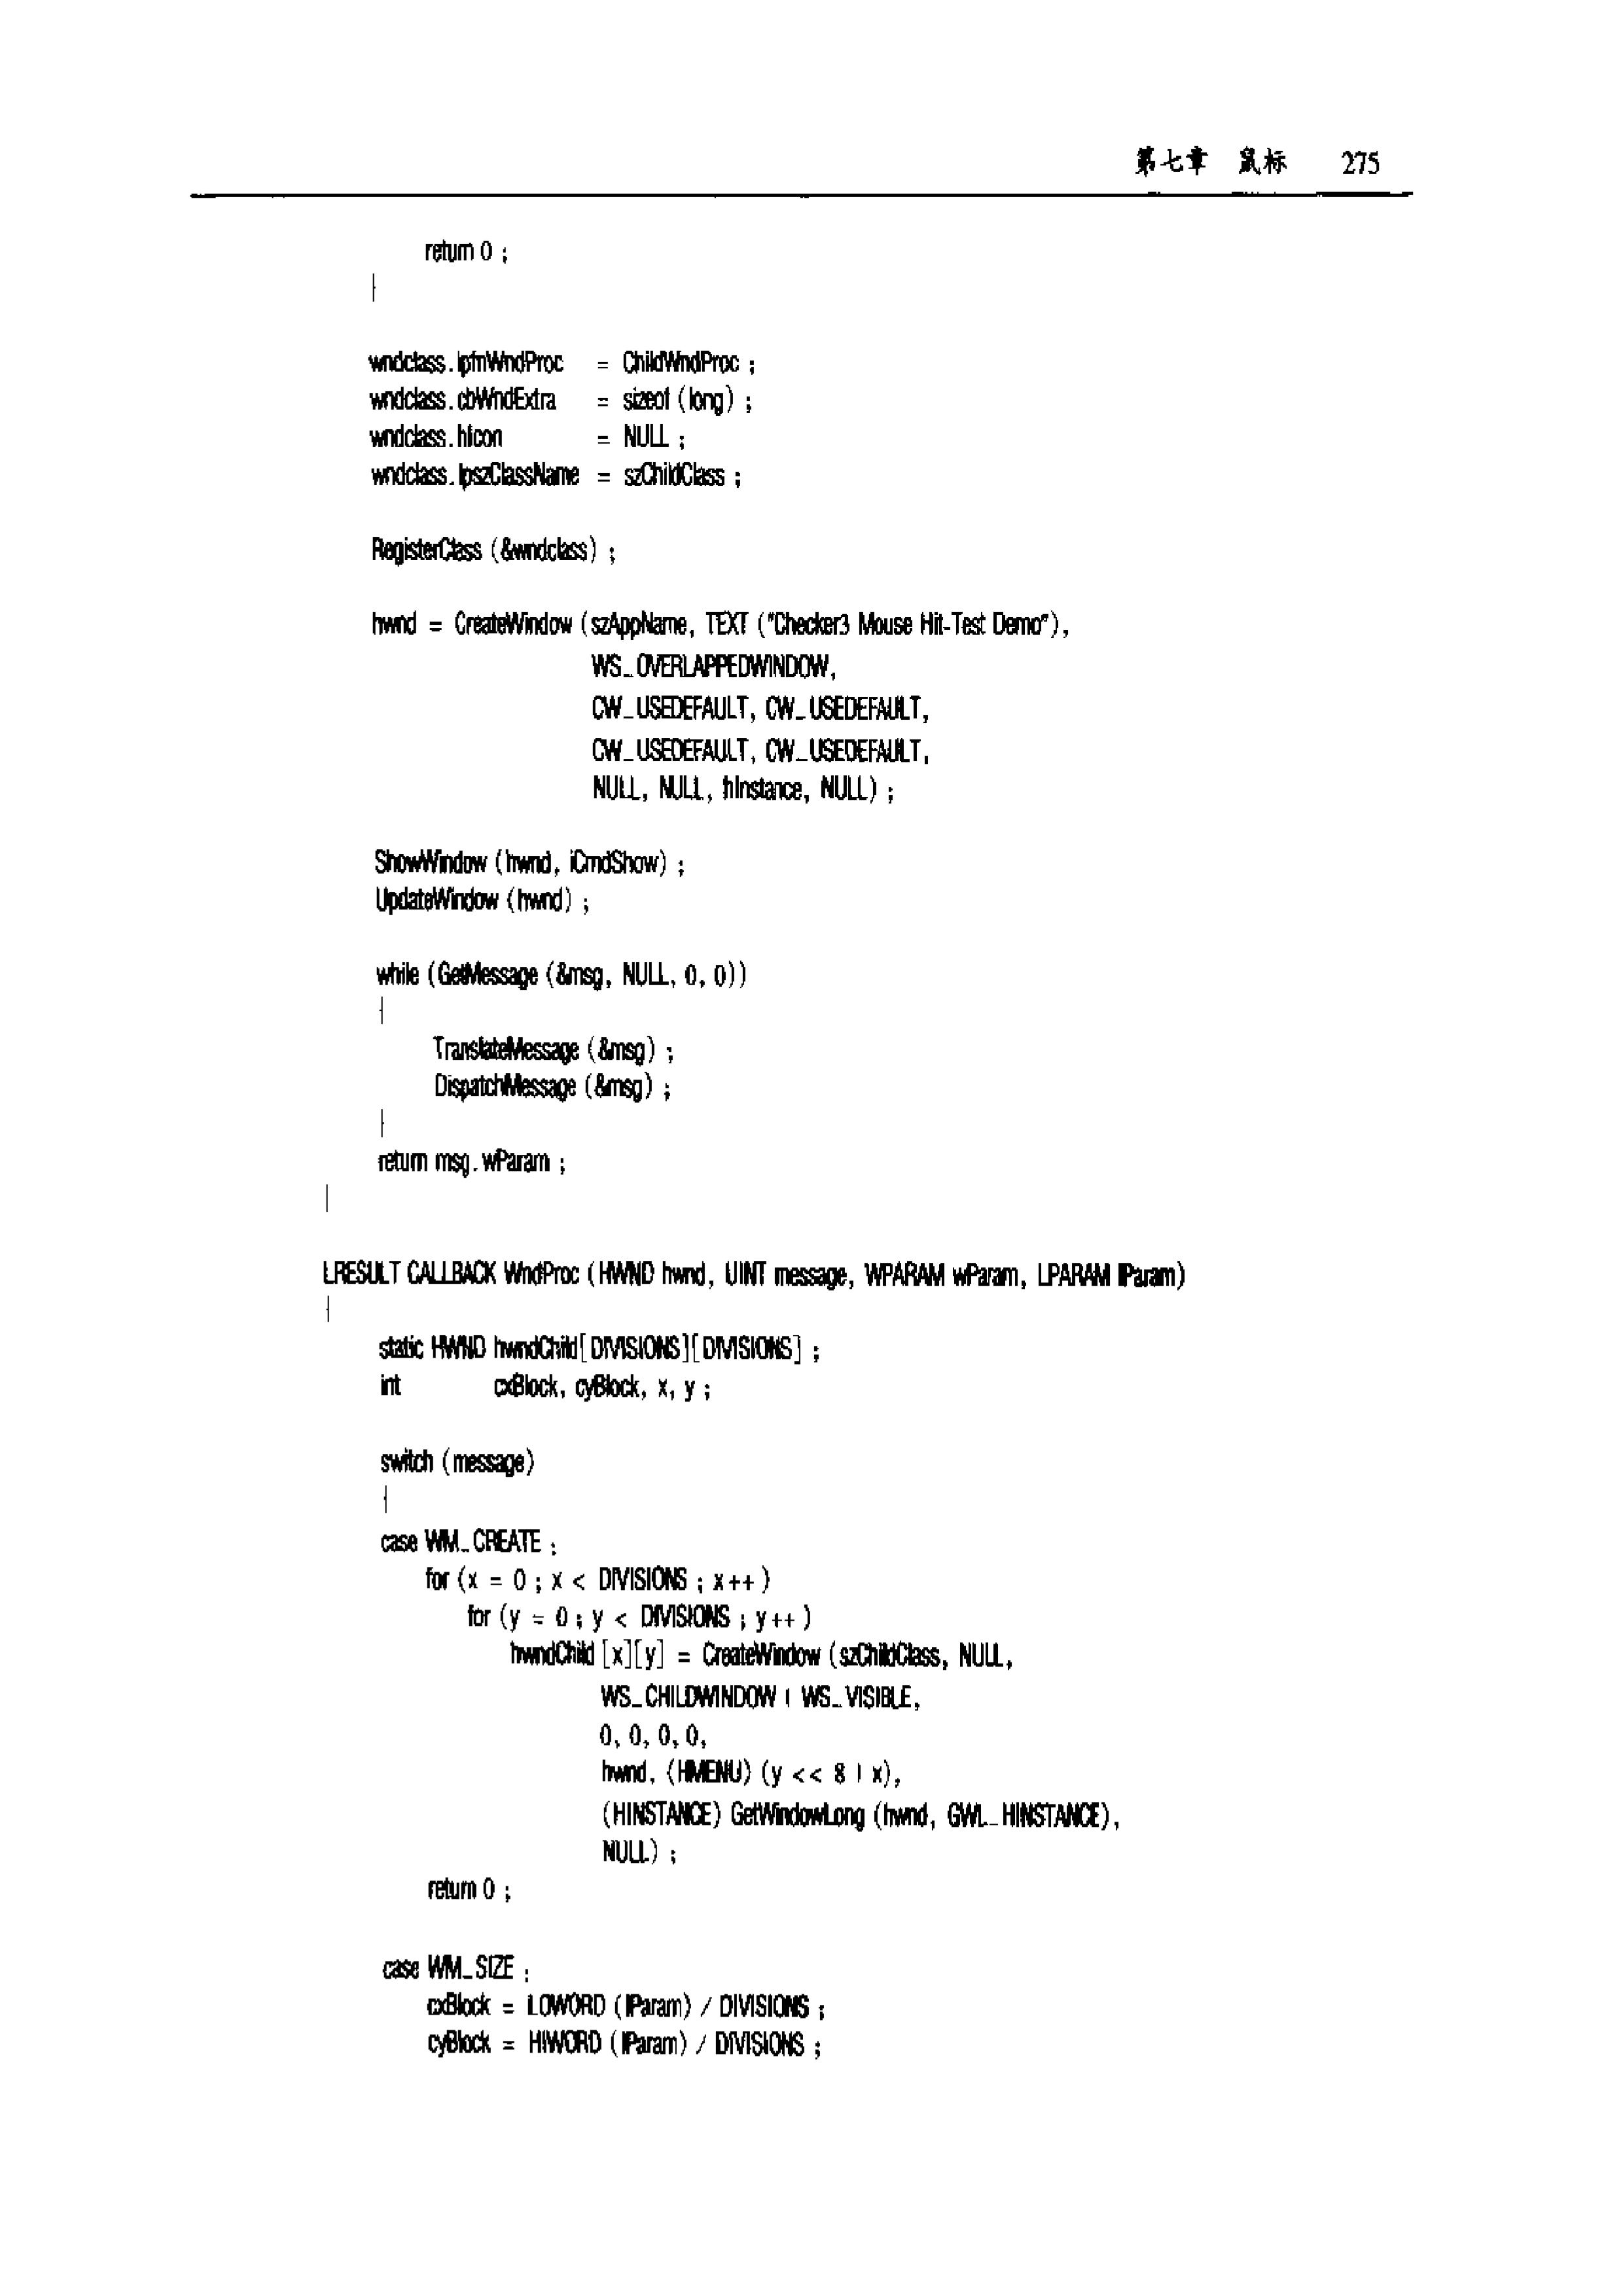 第七章 鼠标 275
return 0 ;
}
wndclass.lpfnWndProc = ChildWndProc ;
wndclass.cbWndExtra = sizeof (long) ;
wndclass.hIcon = NULL ;
wndclass.lpszClassName = szChildClass ;
RegisterClass (&wndclass) ;
hwnd = CreateWindow (szAppName, TEXT ("Checker3 Mouse Hit-Test Demo"),
WS_OVERLAPPEDWINDOW,
CW_USEDEFAULT, CW_USEDEFAULT,
CW_USEDEFAULT, CW_USEDEFAULT,
NULL, NULL, hInstance, NULL) ;
ShowWindow (hwnd, iCmdShow) ;
UpdateWindow (hwnd) ;
while (GetMessage (&msg, NULL, 0, 0))
{
TranslateMessage (&msg) ;
DispatchMessage (&msg) ;
}
return msg.wParam ;
}
LRESULT CALLBACK WndProc (HWND hwnd, UINT message, WPARAM wParam, LPARAM lParam)
{
static HWND hwndChild[DIVISIONS][DIVISIONS] ;
int cxBlock, cyBlock, x, y ;
switch (message)
{
case WM_CREATE :
for (x = 0 ; x < DIVISIONS ; x++ )
for (y = 0 ; y < DIVISIONS ; y++ )
hwndChild [x][y] = CreateWindow (szChildClass, NULL,
WS_CHILDWINDOW | WS_VISIBLE,
0, 0, 0, 0,
hwnd, (HMENU) (y << 8 | x),
(HINSTANCE) GetWindowLong (hwnd, GWL_HINSTANCE),
NULL) ;
return 0 ;
case WM_SIZE :
cxBlock = LOWORD (lParam) / DIVISIONS ;
cyBlock = HIWORD (lParam) / DIVISIONS ;